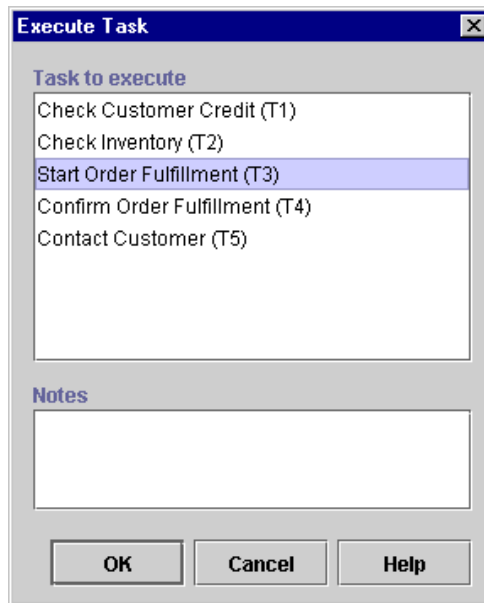 Execute Task
Task to execute
Check Customer Credit (T1)
Check Inventory (T2)
Start Order Fulfillment (T3)
Confirm Order Fulfillment (T4)
Contact Customer (T5)
Notes
OK Cancel Help